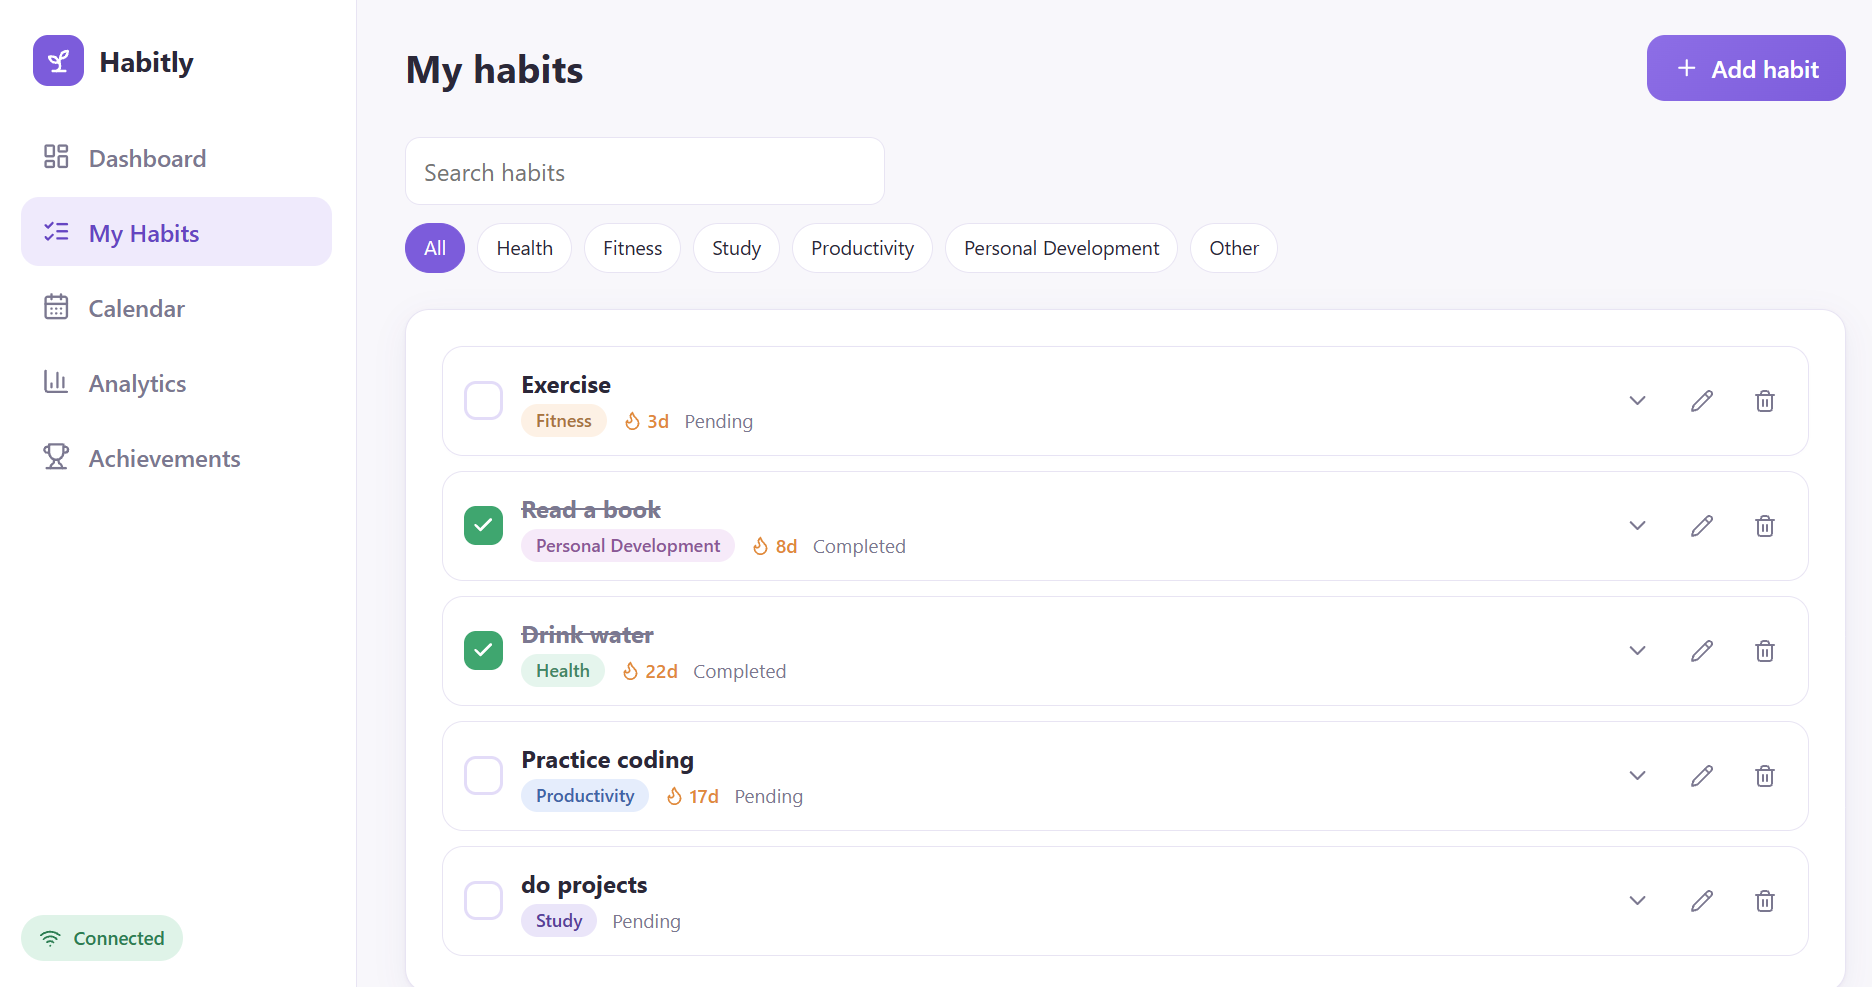 Habitly
Dashboard
My Habits
Calendar
Analytics
Achievements
Connected
My habits
Add habit
Search habits
All Health Fitness Study Productivity Personal Development Other
Exercise
Fitness 3d Pending
Read a book
Personal Development 8d Completed
Drink water
Health 22d Completed
Practice coding
Productivity 17d Pending
do projects
Study Pending